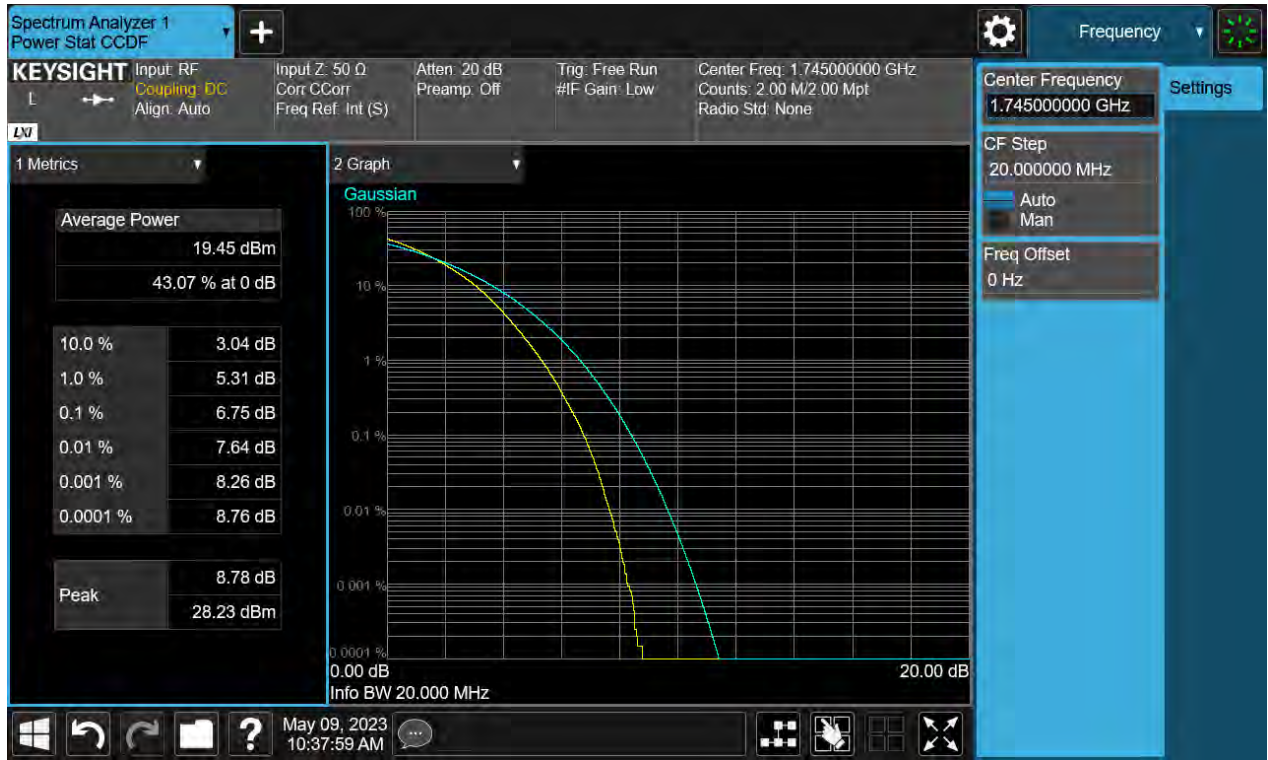 Spectrum Analyzer 1
Power Stat CCDF
Frequency
KEYSIGHT
L
LXI
Input: RF
Coupling: DC
Align: Auto
Input Z: 50 Ω
Corr CCorr
Freq Ref: Int (S)
Atten: 20 dB
Preamp: Off
Trig: Free Run
#IF Gain: Low
Center Freq: 1.745000000 GHz
Counts: 2.00 M/2.00 Mpt
Radio Std: None
Center Frequency
1.745000000 GHz
Settings
CF Step
20.000000 MHz
Auto
Man
Freq Offset
0 Hz
1 Metrics
Average Power
19.45 dBm
43.07 % at 0 dB
10.0 % 3.04 dB
1.0 % 5.31 dB
0.1 % 6.75 dB
0.01 % 7.64 dB
0.001 % 8.26 dB
0.0001 % 8.76 dB
Peak
8.78 dB
28.23 dBm
2 Graph
Gaussian
100 %
10 %
1 %
0.1 %
0.01 %
0.001 %
0.0001 %
0.00 dB 20.00 dB
Info BW 20.000 MHz
May 09, 2023
10:37:59 AM